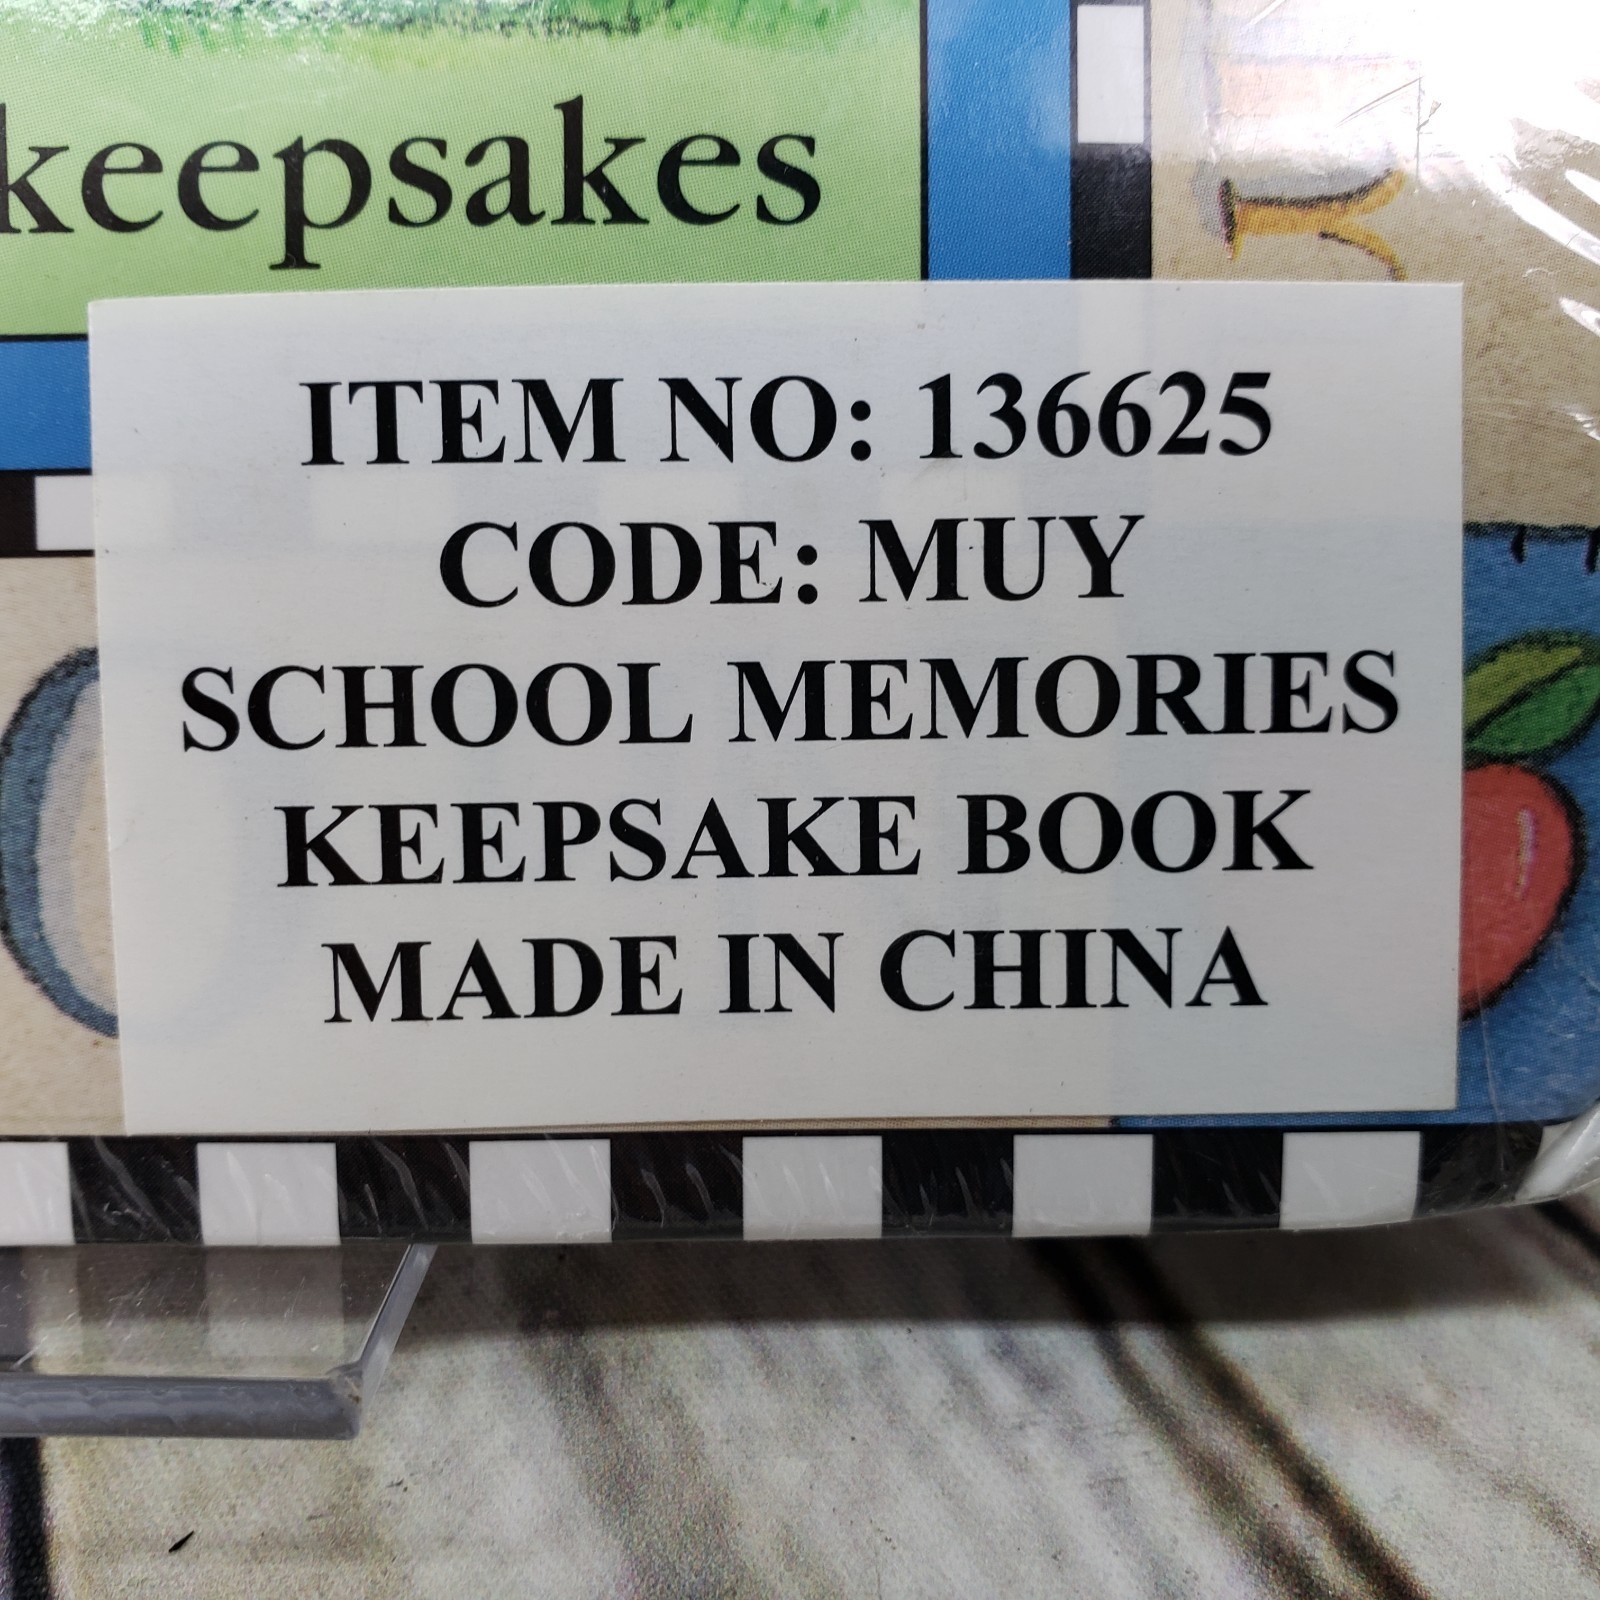 keepsakes
ITEM NO: 136625
CODE: MUY
SCHOOL MEMORIES
KEEPSAKE BOOK
MADE IN CHINA